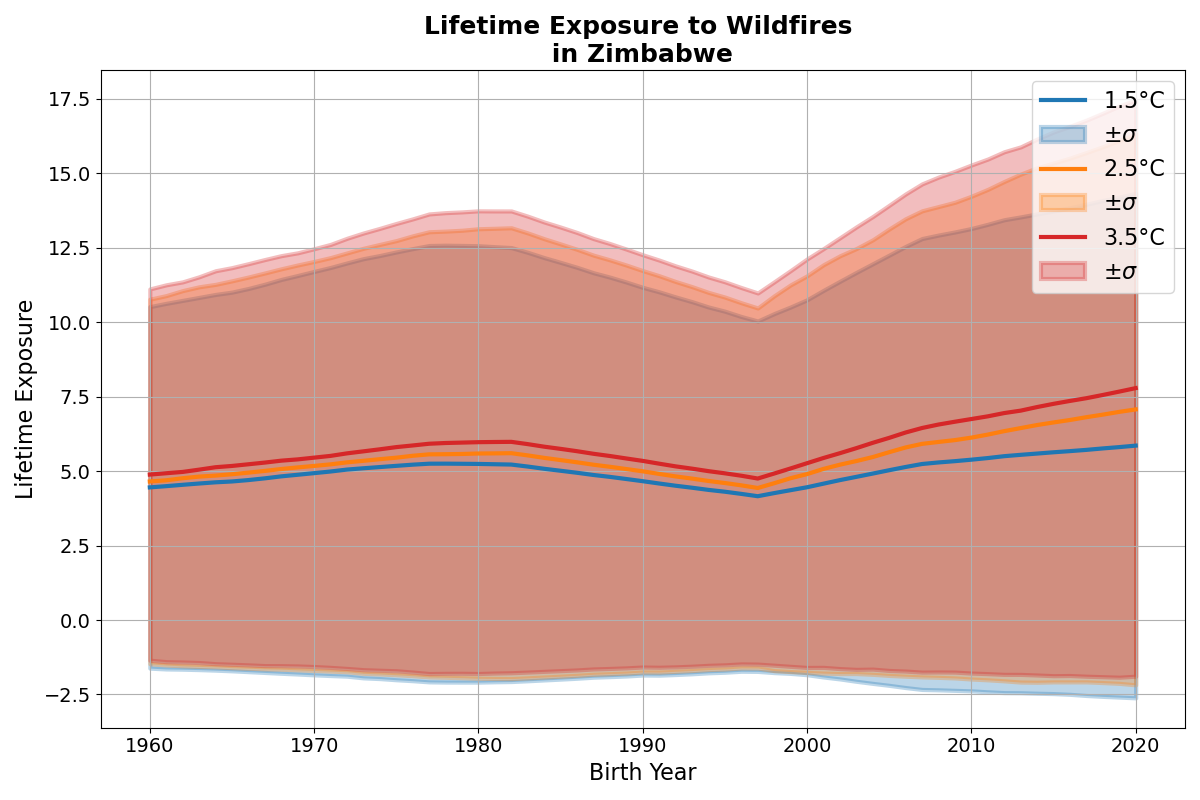 Lifetime Exposure to Wildfires
in Zimbabwe
17.5
15.0
12.5
10.0
7.5
5.0
2.5
0.0
−2.5
Lifetime Exposure
1960
1970
1980
1990
2000
2010
2020
Birth Year
1.5°C
±σ
2.5°C
±σ
3.5°C
±σ